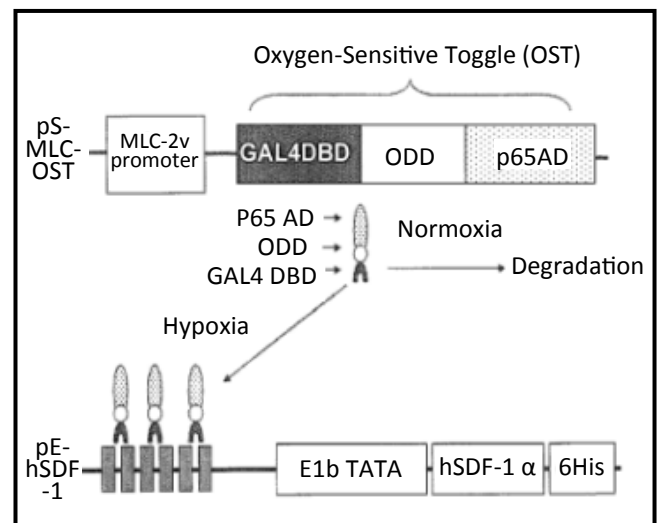 Oxygen-Sensitive Toggle (OST)
pS-
MLC-
OST
MLC-2v
promoter
GAL4DBD
ODD
p65AD
P65 AD
ODD
GAL4 DBD
Normoxia
Degradation
Hypoxia
pE-
hSDF
-1
E1b TATA
hSDF-1 α
6His